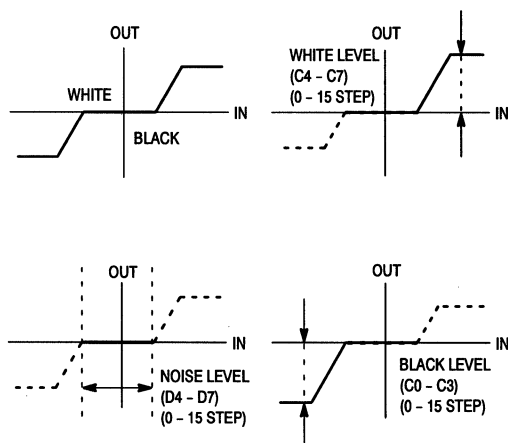 OUT
WHITE
IN
BLACK
OUT
WHITE LEVEL
(C4 – C7)
(0 – 15 STEP)
IN
OUT
IN
NOISE LEVEL
(D4 – D7)
(0 – 15 STEP)
OUT
IN
BLACK LEVEL
(C0 – C3)
(0 – 15 STEP)